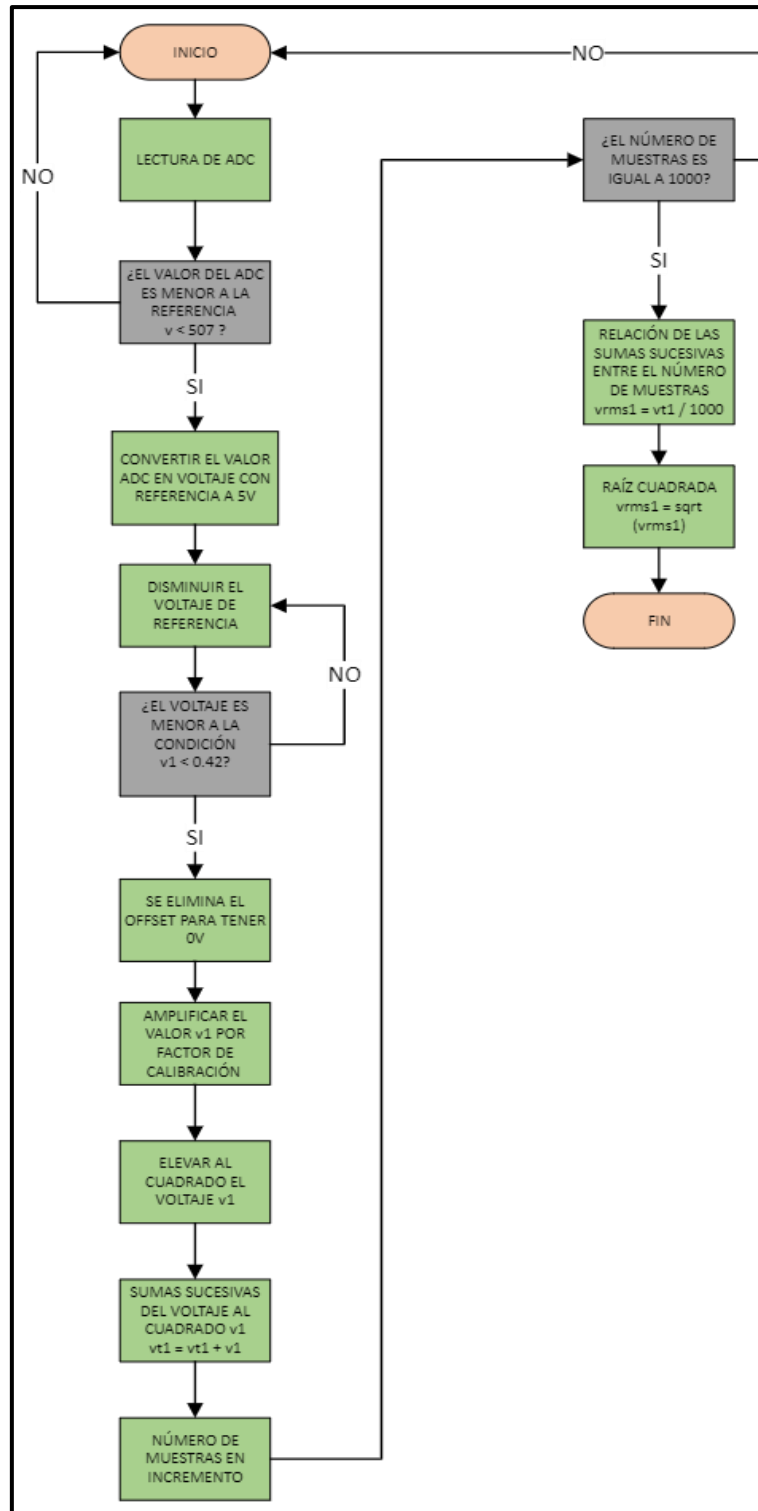 INICIO
LECTURA DE ADC
NO
¿EL VALOR DEL ADC
ES MENOR A LA
REFERENCIA
v < 507 ?
SI
CONVERTIR EL VALOR
ADC EN VOLTAJE CON
REFERENCIA A 5V
DISMINUIR EL
VOLTAJE DE
REFERENCIA
NO
¿EL VOLTAJE ES
MENOR A LA
CONDICIÓN
v1 < 0.42?
SI
SE ELIMINA EL
OFFSET PARA TENER
0V
AMPLIFICAR EL
VALOR v1 POR
FACTOR DE
CALIBRACIÓN
ELEVAR AL
CUADRADO EL
VOLTAJE v1
SUMAS SUCESIVAS
DEL VOLTAJE AL
CUADRADO v1
vt1 = vt1 + v1
NÚMERO DE
MUESTRAS EN
INCREMENTO
NO
¿EL NÚMERO DE
MUESTRAS ES
IGUAL A 1000?
SI
RELACIÓN DE LAS
SUMAS SUCESIVAS
ENTRE EL NÚMERO
DE MUESTRAS
vrms1 = vt1 / 1000
RAÍZ CUADRADA
vrms1 = sqrt
(vrms1)
FIN